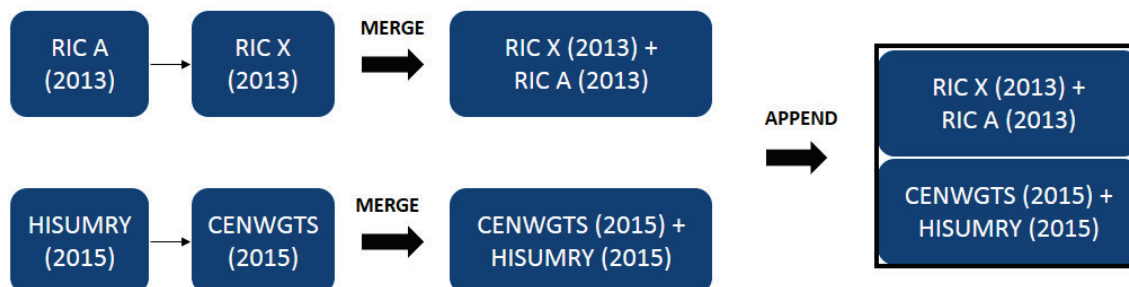 RIC A
(2013)
RIC X
(2013)
MERGE
RIC X (2013) +
RIC A (2013)
HISUMRY
(2015)
CENWGTS
(2015)
MERGE
CENWGTS (2015) +
HISUMRY (2015)
APPEND
RIC X (2013) +
RIC A (2013)
CENWGTS (2015) +
HISUMRY (2015)